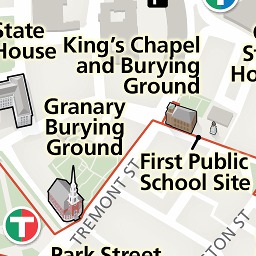 State
House
King's Chapel
and Burying
Ground
Granary
Burying
Ground
First Public
School Site
TREMONT ST
Park Street
T
T